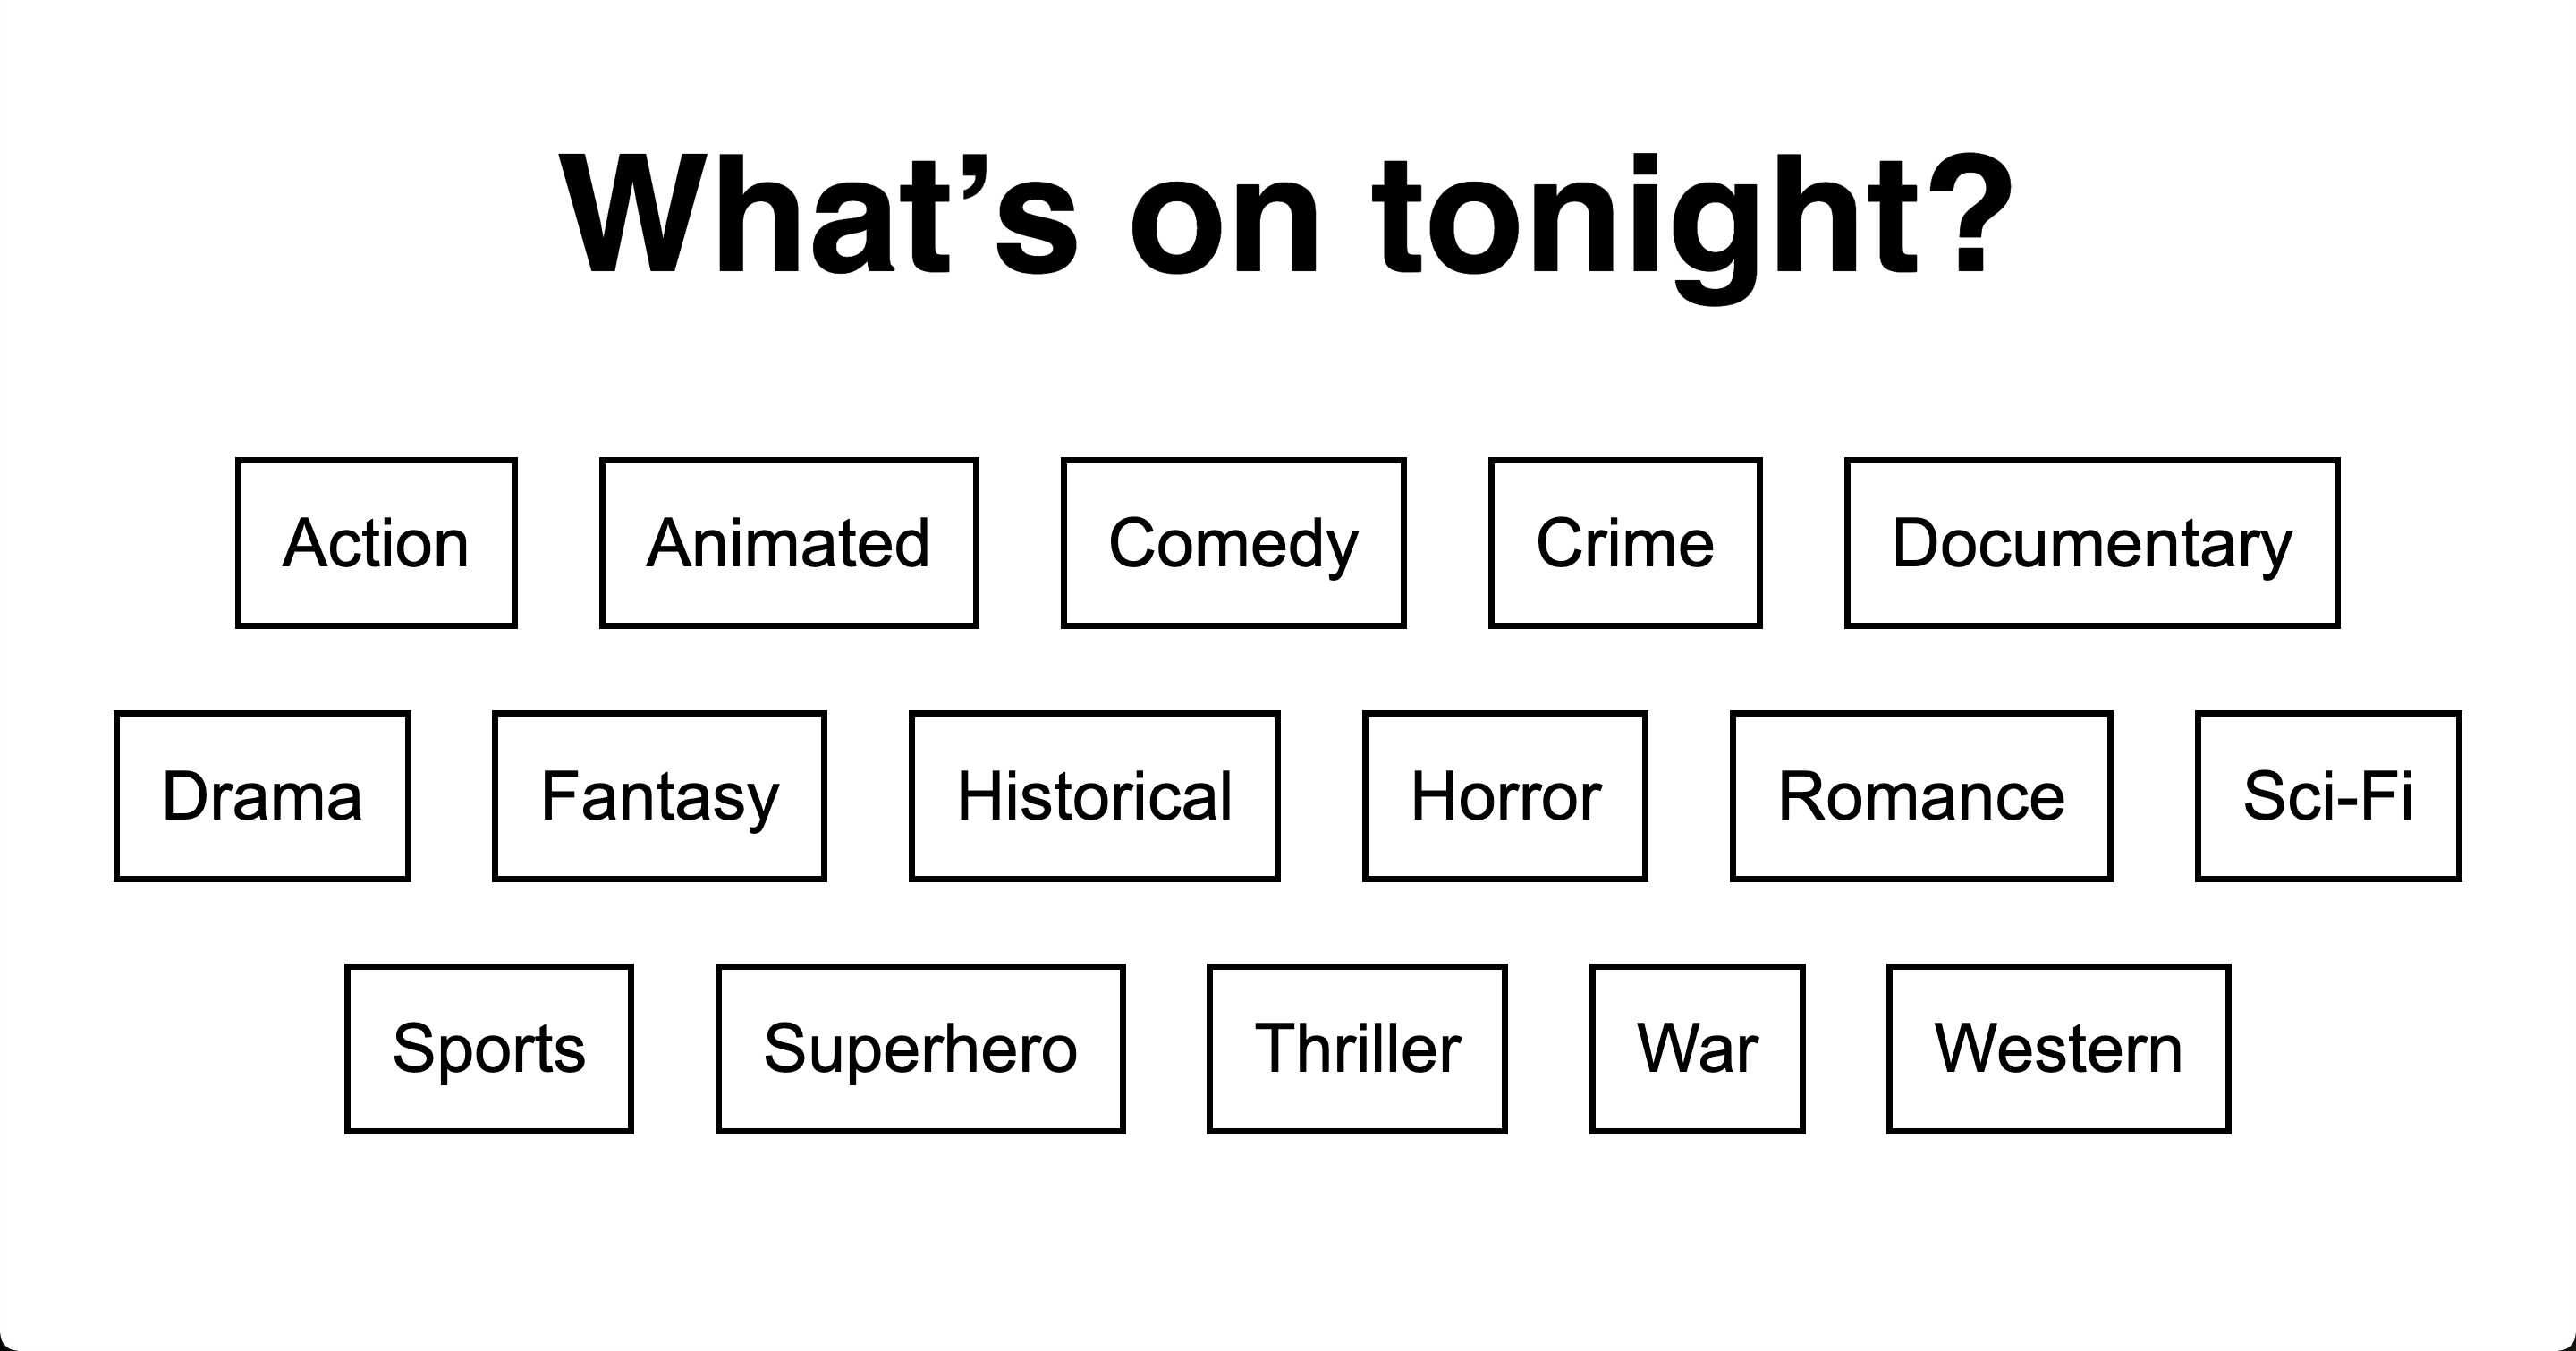 What’s on tonight?
Action Animated Comedy Crime Documentary
Drama Fantasy Historical Horror Romance Sci-Fi
Sports Superhero Thriller War Western